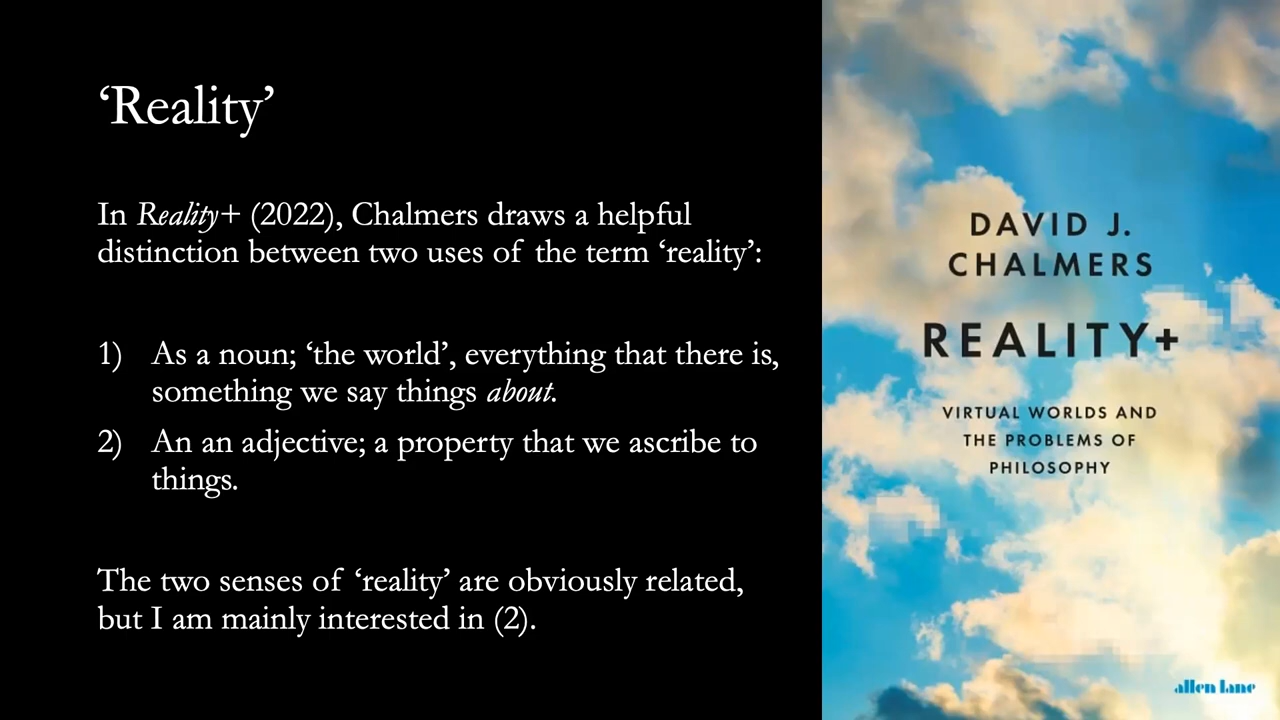 ‘Reality’
In Reality+ (2022), Chalmers draws a helpful
distinction between two uses of the term ‘reality’:
1) As a noun; ‘the world’, everything that there is,
something we say things about.
2) An an adjective; a property that we ascribe to
things.
The two senses of ‘reality’ are obviously related,
but I am mainly interested in (2).
DAVID J.
CHALMERS
REALITY+
VIRTUAL WORLDS AND
THE PROBLEMS OF
PHILOSOPHY
allen lane